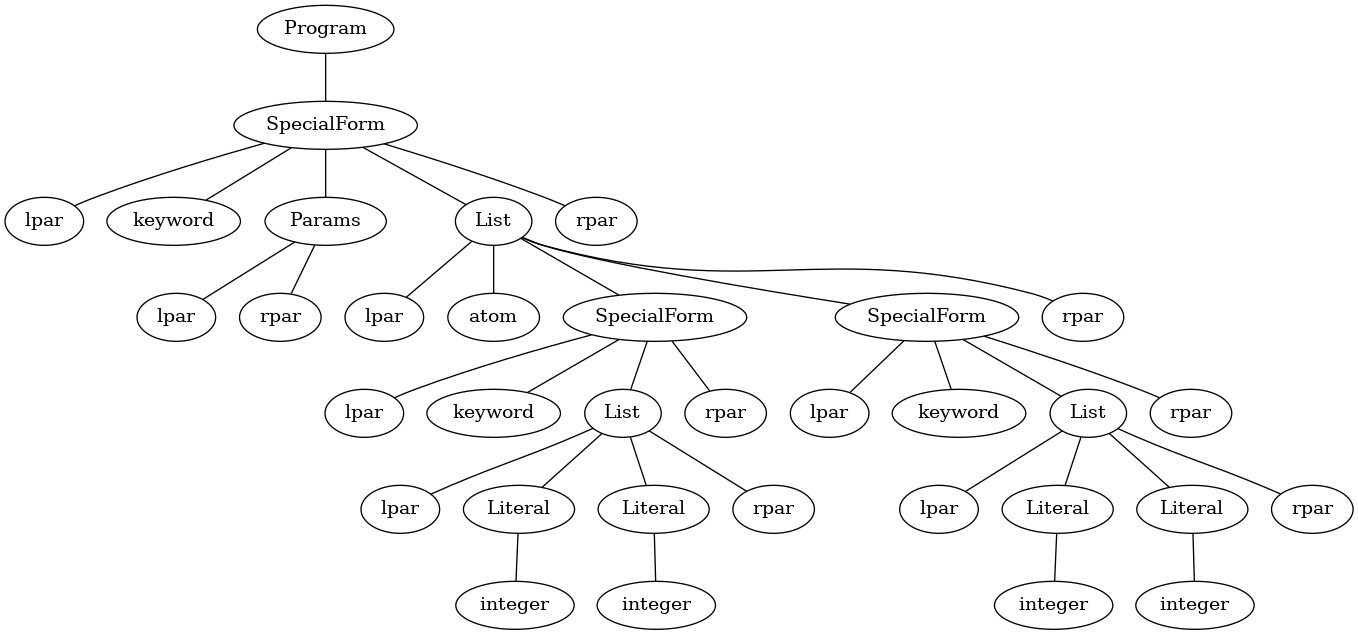 Program
SpecialForm
lpar keyword Params List rpar
lpar rpar lpar atom SpecialForm SpecialForm rpar
lpar keyword List rpar lpar keyword List rpar
lpar Literal Literal rpar lpar Literal Literal rpar
integer integer integer integer